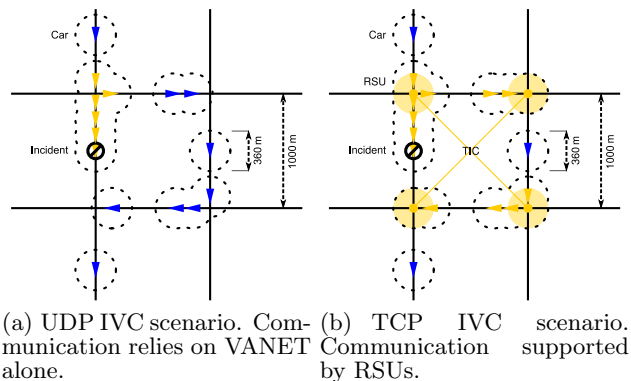 Car
Incident
360 m
1000 m
Car
RSU
Incident
TIC
360 m
1000 m
(a) UDP IVC scenario. Com-
munication relies on VANET
alone.
(b) TCP IVC scenario.
Communication supported
by RSUs.